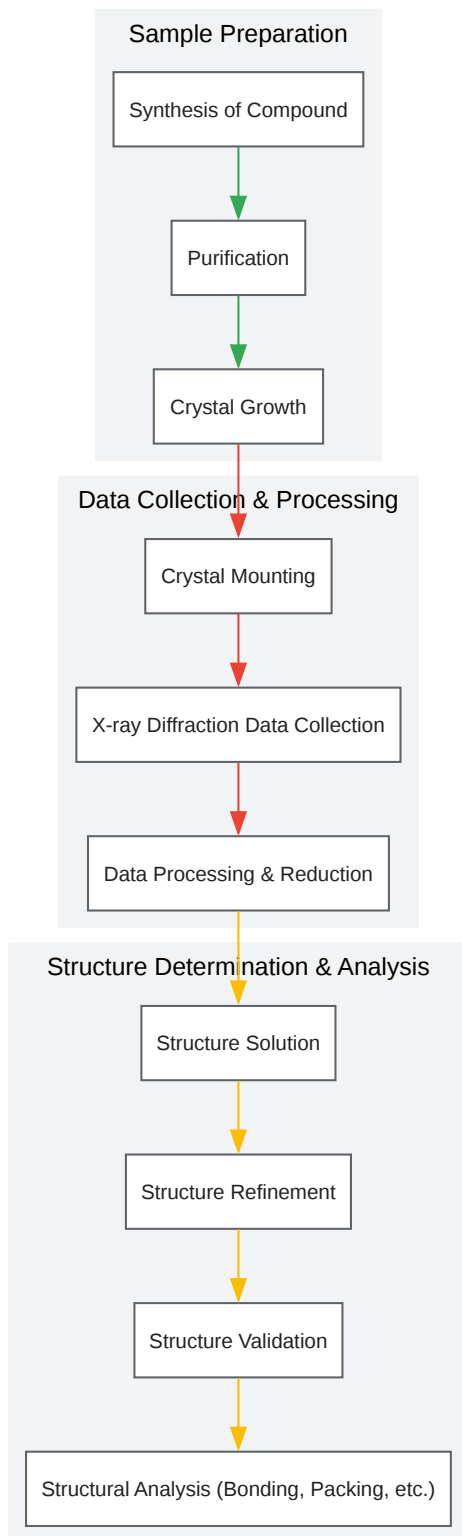 Sample Preparation
Synthesis of Compound
Purification
Crystal Growth
Data Collection & Processing
Crystal Mounting
X-ray Diffraction Data Collection
Data Processing & Reduction
Structure Determination & Analysis
Structure Solution
Structure Refinement
Structure Validation
Structural Analysis (Bonding, Packing, etc.)